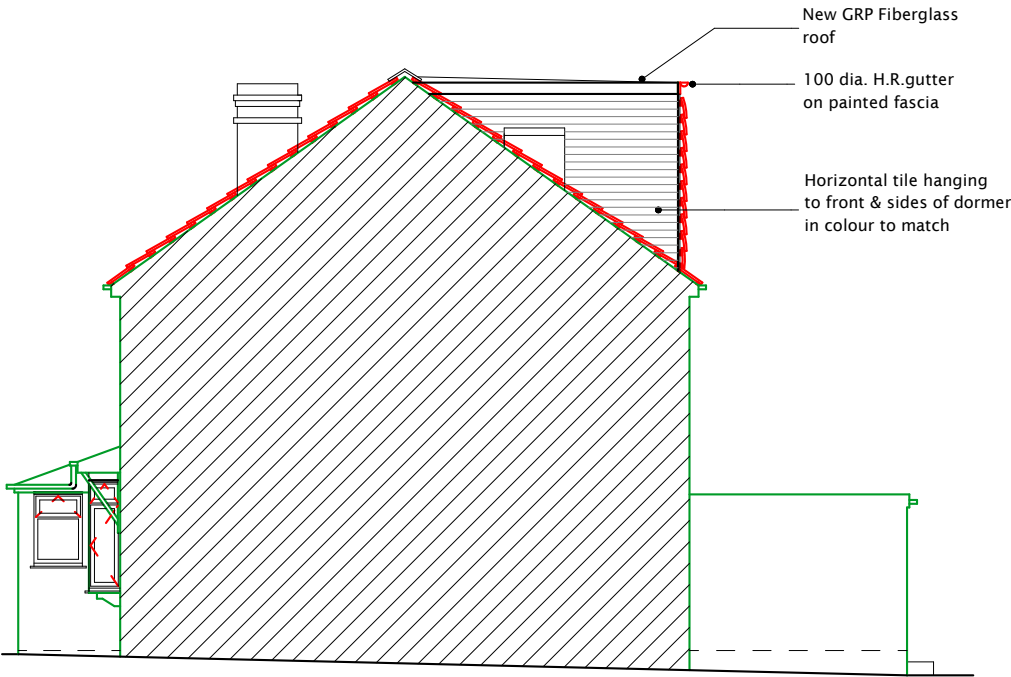 New GRP Fiberglass
roof
100 dia. H.R.gutter
on painted fascia
Horizontal tile hanging
to front & sides of dormer
in colour to match